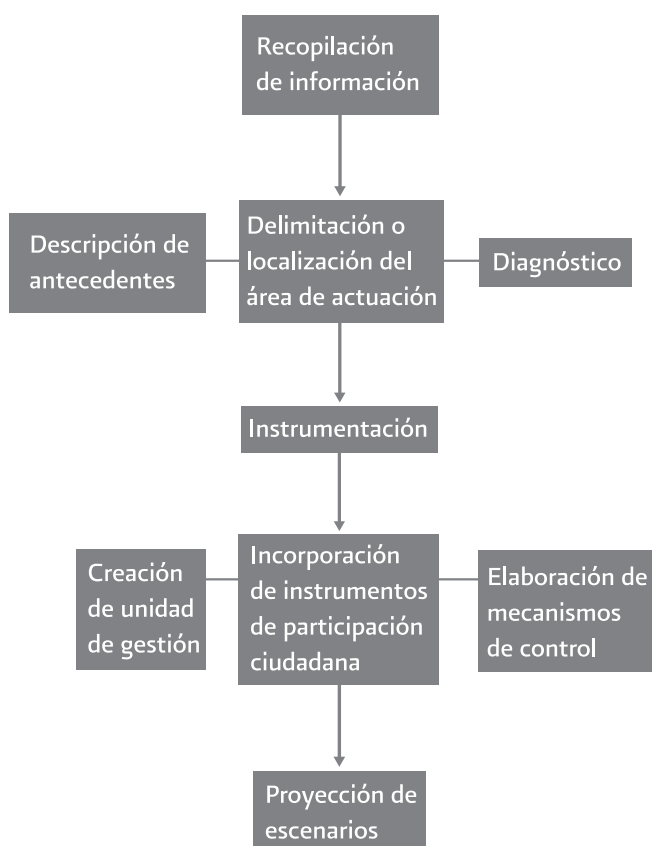 Recopilación
de información
Descripción de
antecedentes
Delimitación o
localización del
área de actuación
Diagnóstico
Instrumentación
Creación
de unidad
de gestión
Incorporación
de instrumentos
de participación
ciudadana
Elaboración de
mecanismos
de control
Proyección de
escenarios